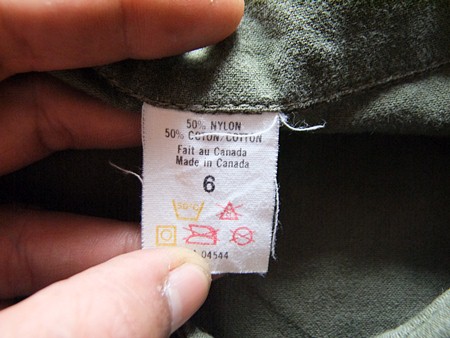 50% NYLON
50% COTON/COTTON
Fait au Canada
Made in Canada
6
04544